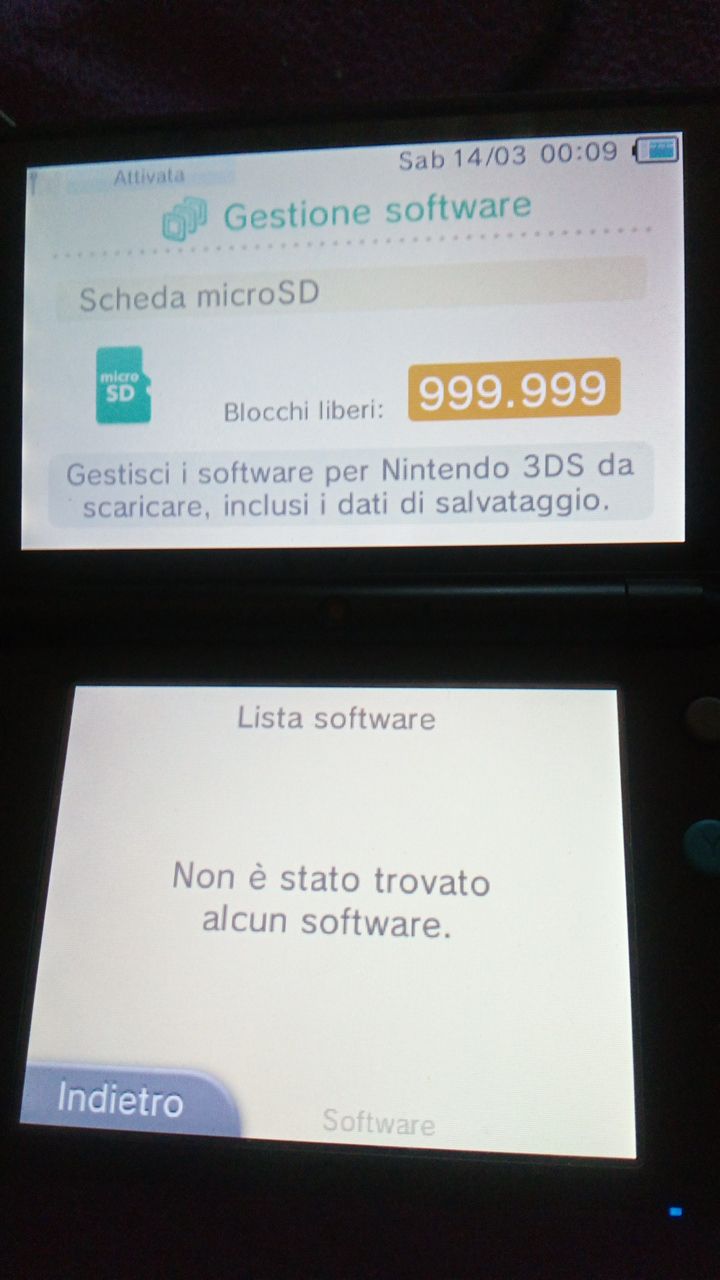 Attivata
Sab 14/03 00:09
Gestione software
Scheda microSD
micro
SD
Blocchi liberi: 999.999
Gestisci i software per Nintendo 3DS da
scaricare, inclusi i dati di salvataggio.
Lista software
Non è stato trovato
alcun software.
Indietro
Software
Y